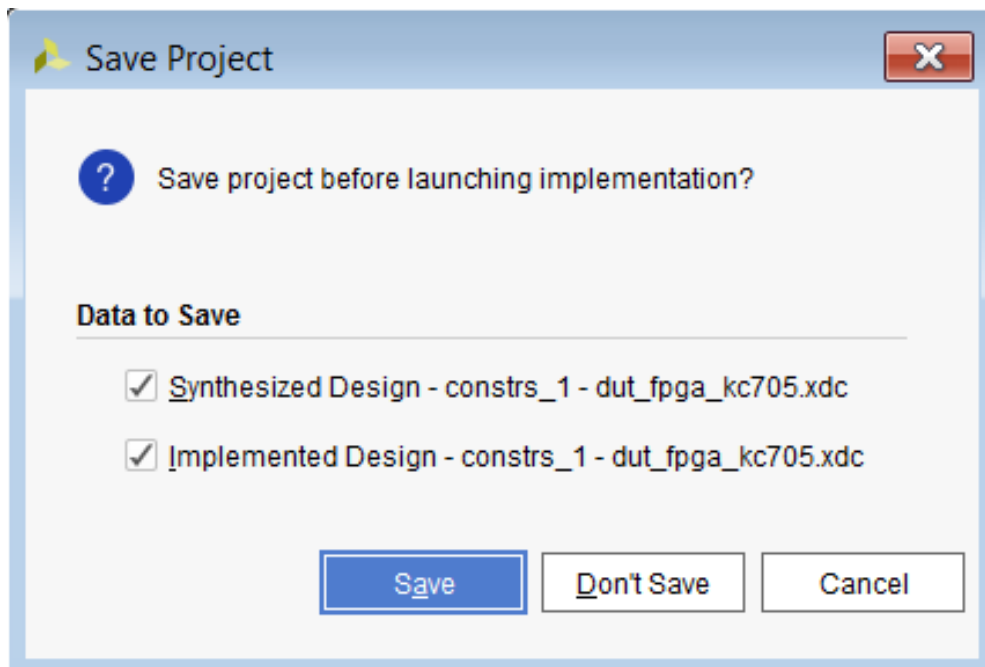 Save Project
Save project before launching implementation?
Data to Save
Synthesized Design - constrs_1 - dut_fpga_kc705.xdc
Implemented Design - constrs_1 - dut_fpga_kc705.xdc
Save Don't Save Cancel